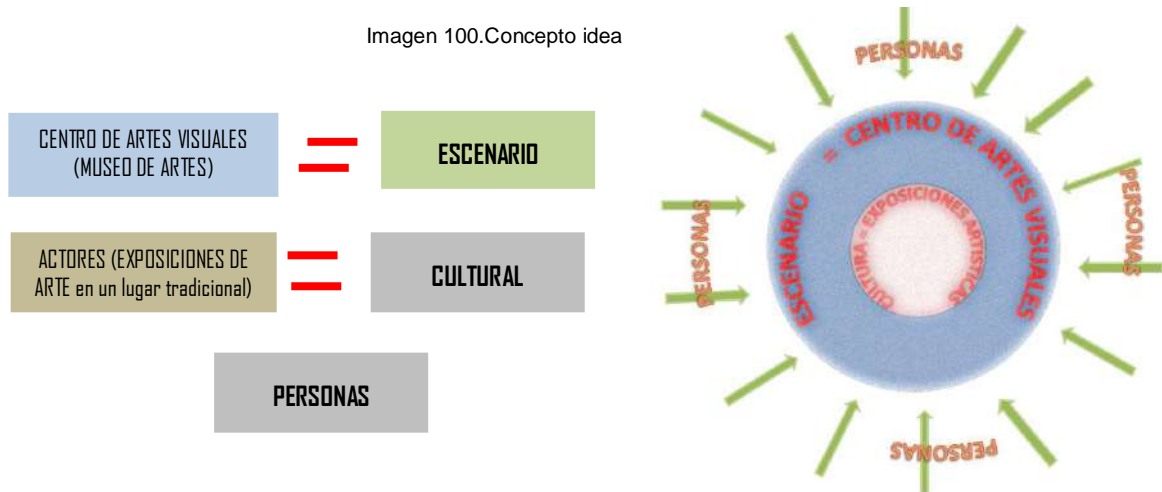 Imagen 100.Concepto idea
CENTRO DE ARTES VISUALES
(MUSEO DE ARTES)
ESCENARIO
ACTORES (EXPOSICIONES DE
ARTE en un lugar tradicional)
CULTURAL
PERSONAS
PERSONAS
ESCENARIO = CENTRO DE ARTES VISUALES
CULTURA = EXPOSICIONES ARTISTICAS
PERSONAS
PERSONAS
PERSONAS